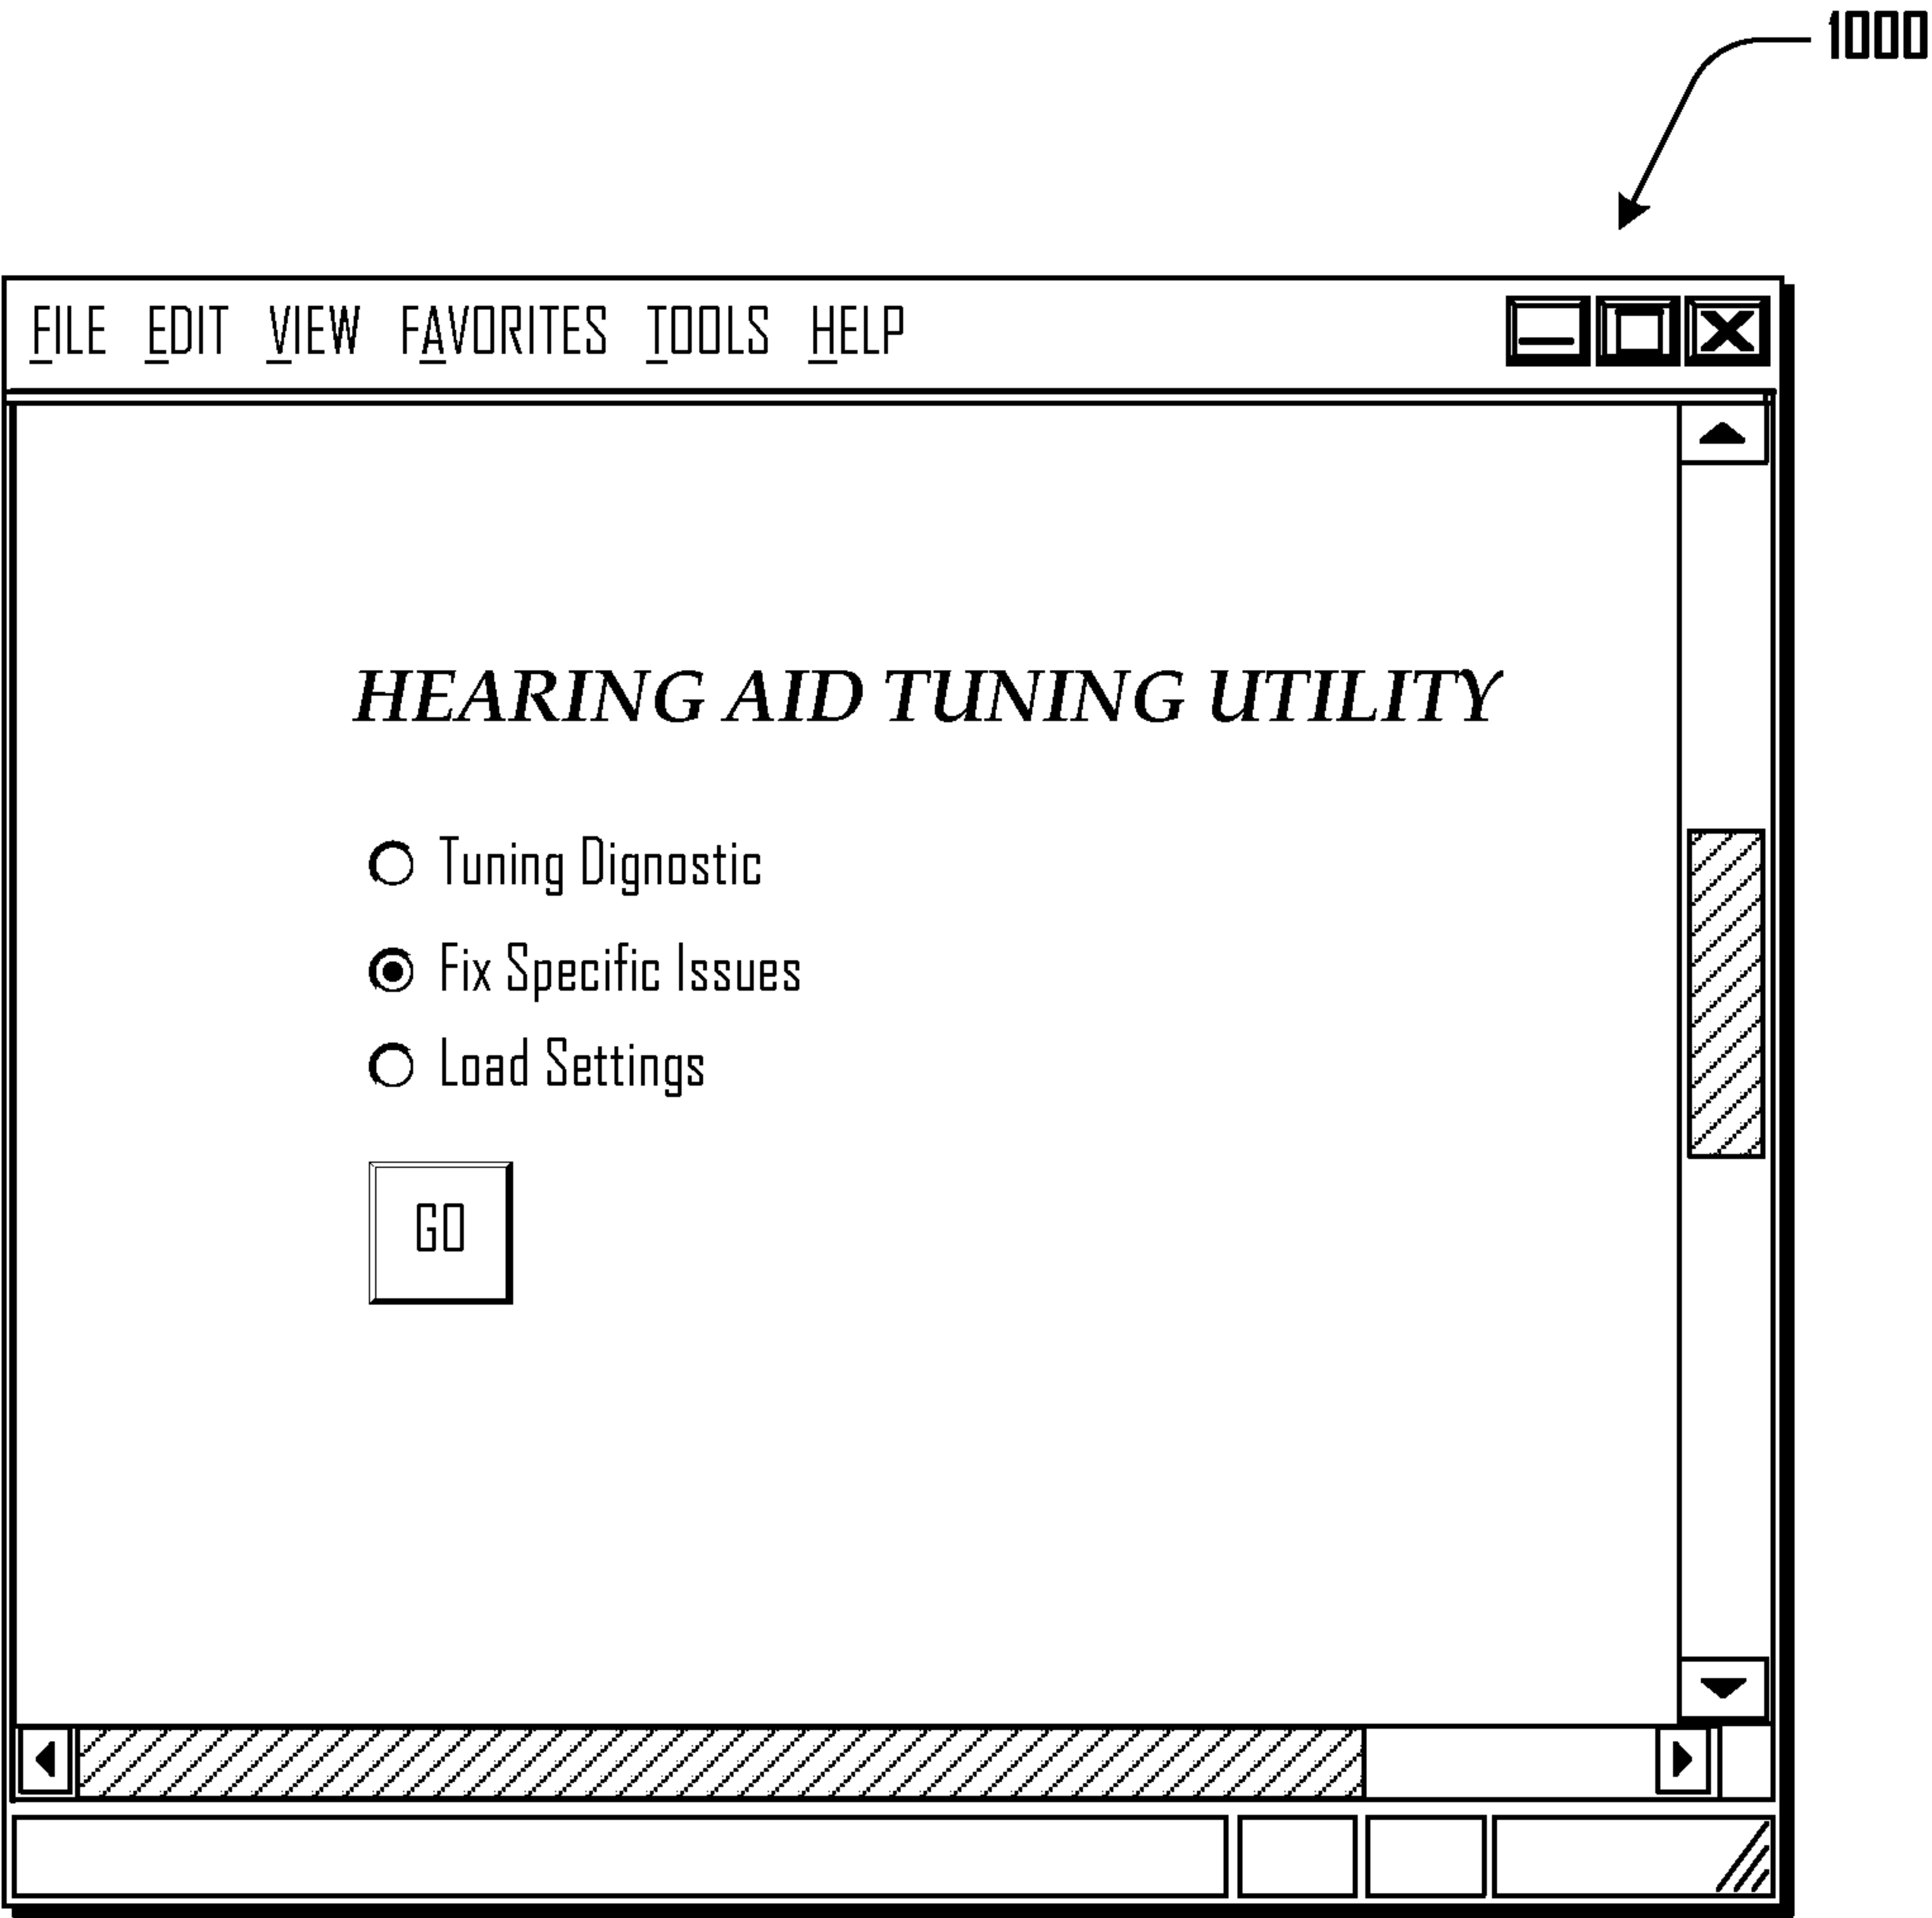 1000
FILE EDIT VIEW FAVORITES TOOLS HELP
HEARING AID TUNING UTILITY
Tuning Dignostic
Fix Specific Issues
Load Settings
GO